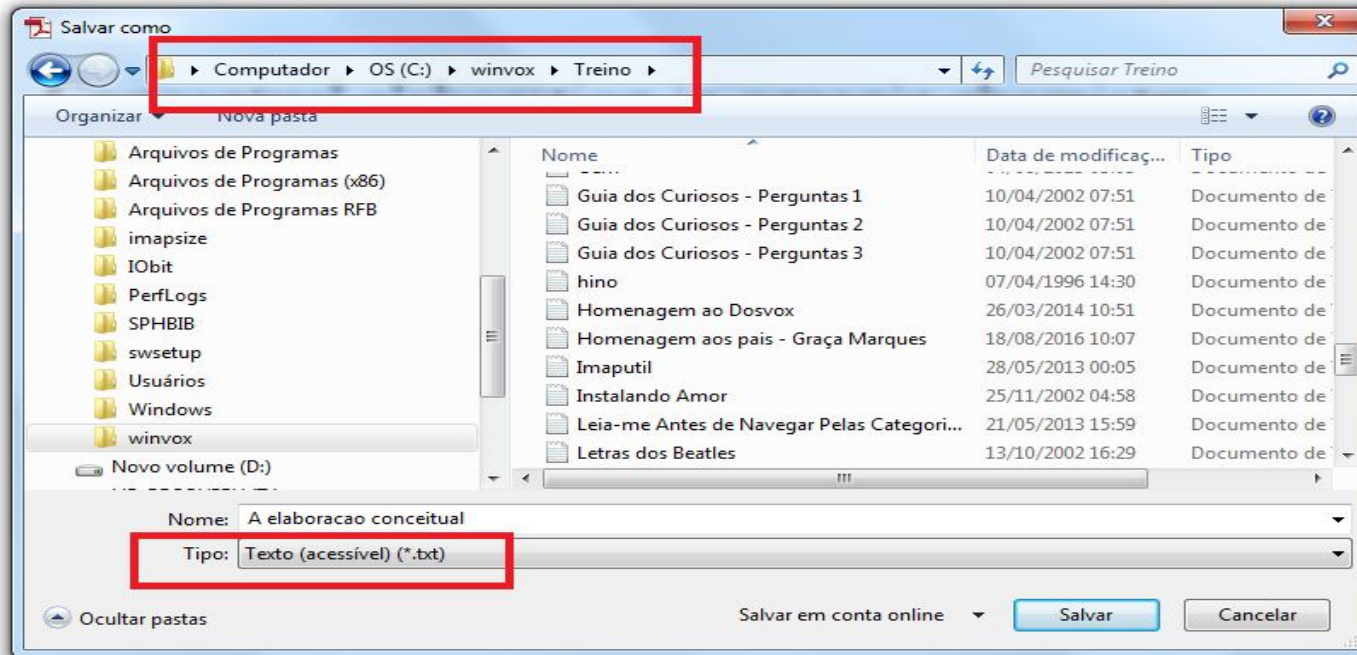 Salvar como
Computador ▸ OS (C:) ▸ winvox ▸ Treino ▸
Pesquisar Treino
Organizar Nova pasta
Arquivos de Programas
Arquivos de Programas (x86)
Arquivos de Programas RFB
imapsize
IObit
PerfLogs
SPHBIB
swsetup
Usuários
Windows
winvox
Novo volume (D:)
Nome Data de modificaç... Tipo
Guia dos Curiosos - Perguntas 1 10/04/2002 07:51 Documento de
Guia dos Curiosos - Perguntas 2 10/04/2002 07:51 Documento de
Guia dos Curiosos - Perguntas 3 10/04/2002 07:51 Documento de
hino 07/04/1996 14:30 Documento de
Homenagem ao Dosvox 26/03/2014 10:51 Documento de
Homenagem aos pais - Graça Marques 18/08/2016 10:07 Documento de
Imaputil 28/05/2013 00:05 Documento de
Instalando Amor 25/11/2002 04:58 Documento de
Leia-me Antes de Navegar Pelas Categori... 21/05/2013 15:59 Documento de
Letras dos Beatles 13/10/2002 16:29 Documento de
Nome: A elaboracao conceitual
Tipo: Texto (acessível) (*.txt)
Ocultar pastas Salvar em conta online Salvar Cancelar